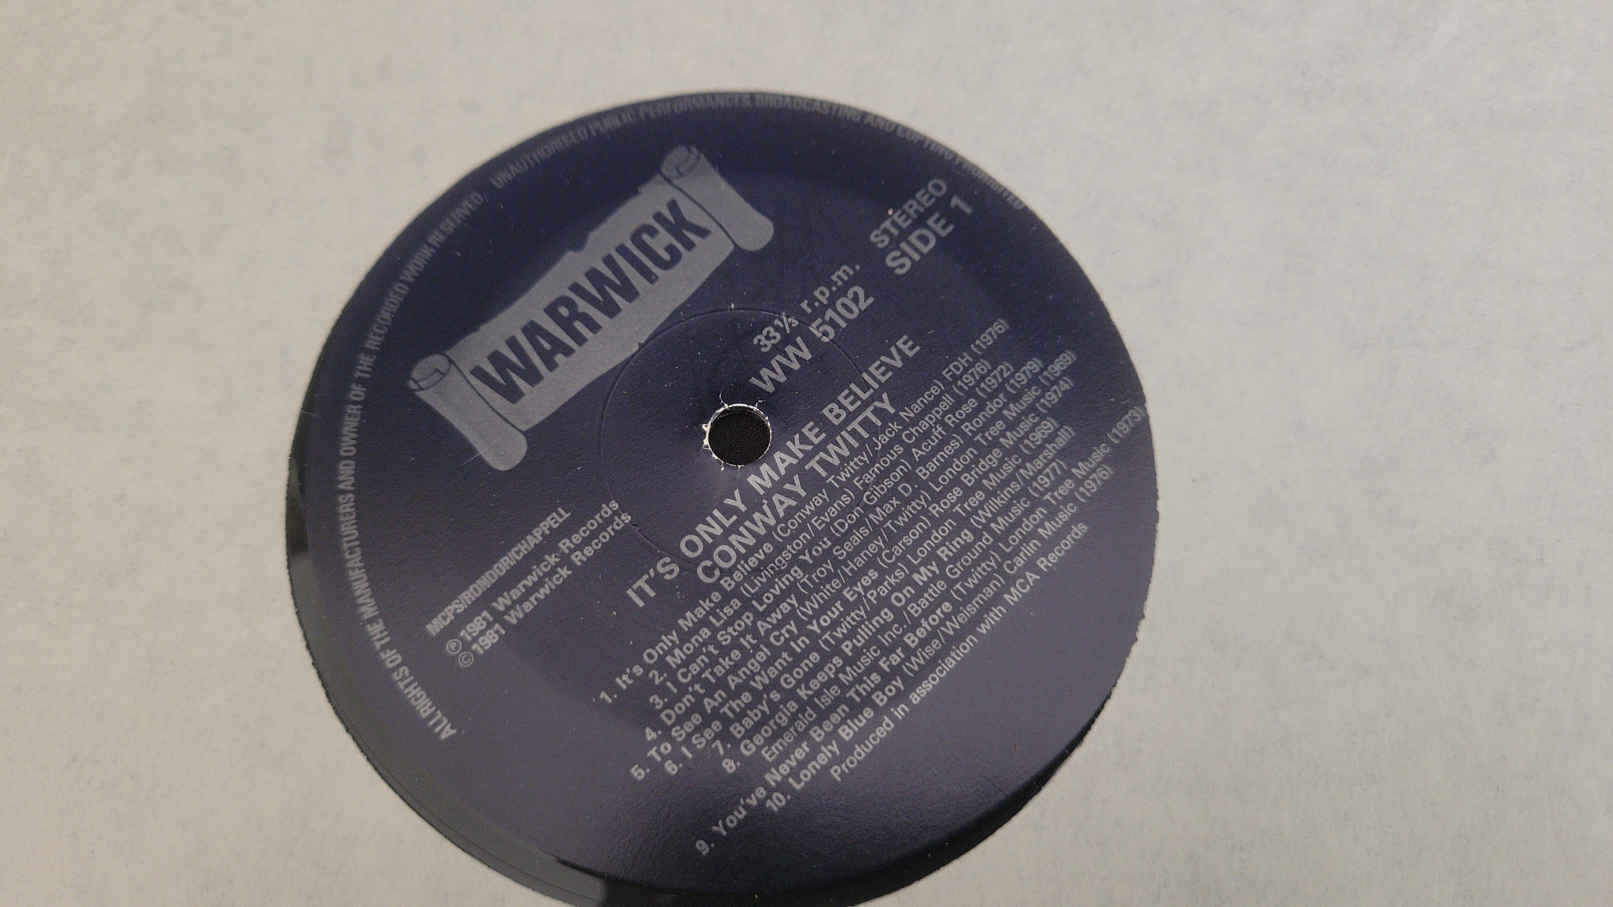 ALL RIGHTS OF THE MANUFACTURERS AND OWNER OF THE RECORDED WORK RESERVED UNAUTHORISED PUBLIC PERFORMANCES, BROADCASTING AND COPYING PROHIBITED
WARWICK
STEREO
SIDE 1
33⅓ r.p.m.
WW 5102
MCPS/RONDOR/CHAPPELL
℗ 1981 Warwick Records
© 1981 Warwick Records
IT'S ONLY MAKE BELIEVE
CONWAY TWITTY
1. It's Only Make Believe (Conway Twitty/Jack Nance) FDH (1976)
2. Mona Lisa (Livingston/Evans) Famous Chappell (1976)
3. I Can't Stop Loving You (Don Gibson) Acuff Rose (1972)
4. Don't Take It Away (Troy Seals/Max D. Barnes) Rondor (1979)
5. To See An Angel Cry (White/Haney/Twitty) London Tree Music (1969)
6. I See The Want In Your Eyes (Carson) Rose Bridge Music (1974)
7. Baby's Gone (Twitty/Parks) London Tree Music (1969)
8. Georgia Keeps Pulling On My Ring (Wilkins/Marshall)
Emerald Isle Music Inc./Battle Ground Music (1977)
9. You've Never Been This Far Before (Twitty) London Tree Music (1973)
10. Lonely Blue Boy (Wise/Weisman) Carlin Music (1976)
Produced in association with MCA Records